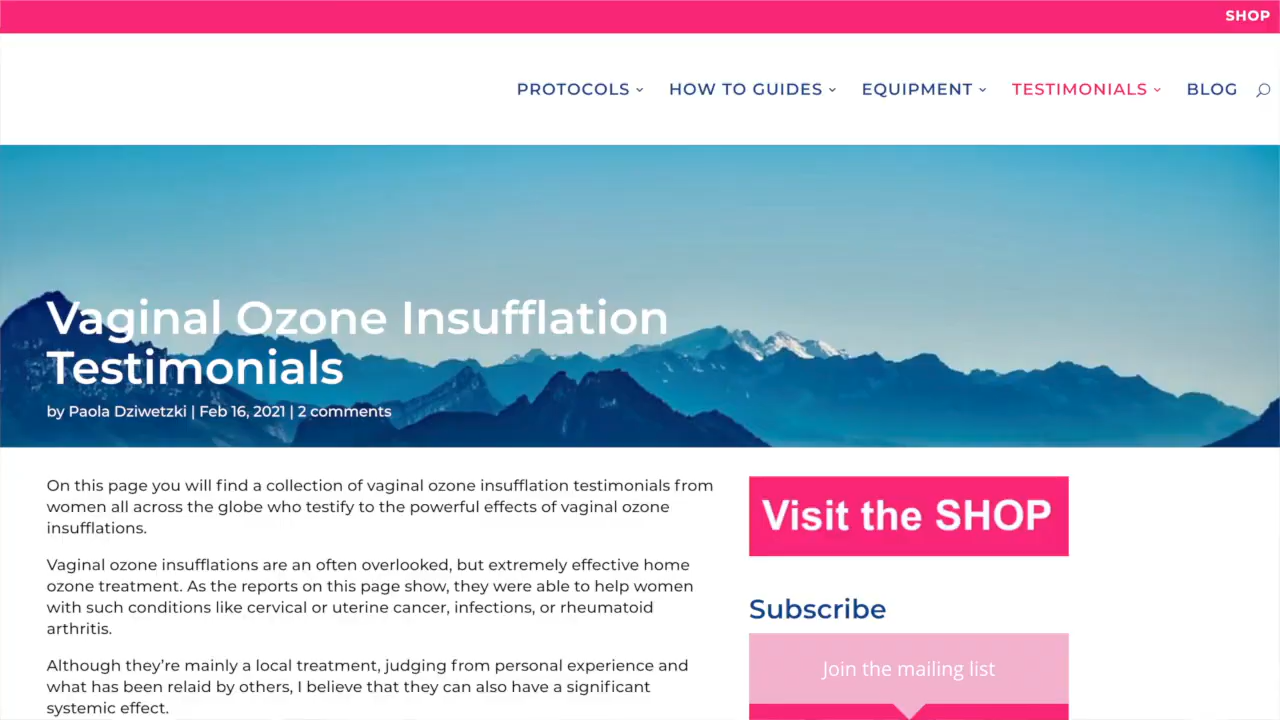 SHOP
PROTOCOLS HOW TO GUIDES EQUIPMENT TESTIMONIALS BLOG
Vaginal Ozone Insufflation
Testimonials
by Paola Dziwetzki | Feb 16, 2021 | 2 comments
On this page you will find a collection of vaginal ozone insufflation testimonials from
women all across the globe who testify to the powerful effects of vaginal ozone
insufflations.
Vaginal ozone insufflations are an often overlooked, but extremely effective home
ozone treatment. As the reports on this page show, they were able to help women
with such conditions like cervical or uterine cancer, infections, or rheumatoid
arthritis.
Although they’re mainly a local treatment, judging from personal experience and
what has been relaid by others, I believe that they can also have a significant
systemic effect.
Visit the SHOP
Subscribe
Join the mailing list